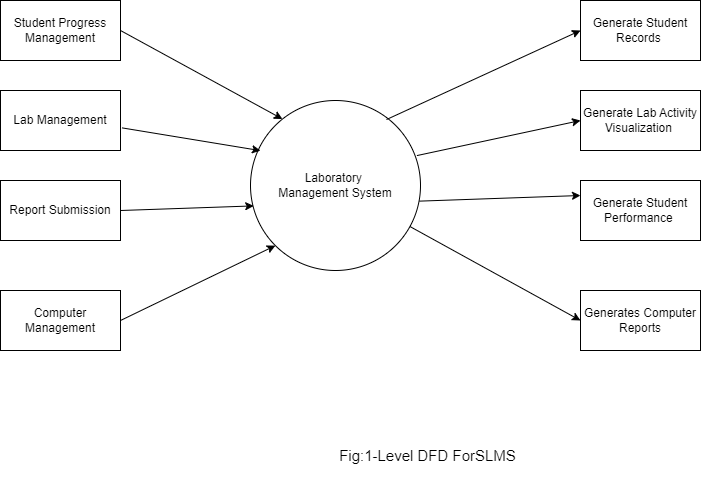 Student Progress
Management
Lab Management
Report Submission
Computer
Management
Laboratory
Management System
Generate Student
Records
Generate Lab Activity
Visualization
Generate Student
Performance
Generates Computer
Reports
Fig:1-Level DFD ForSLMS